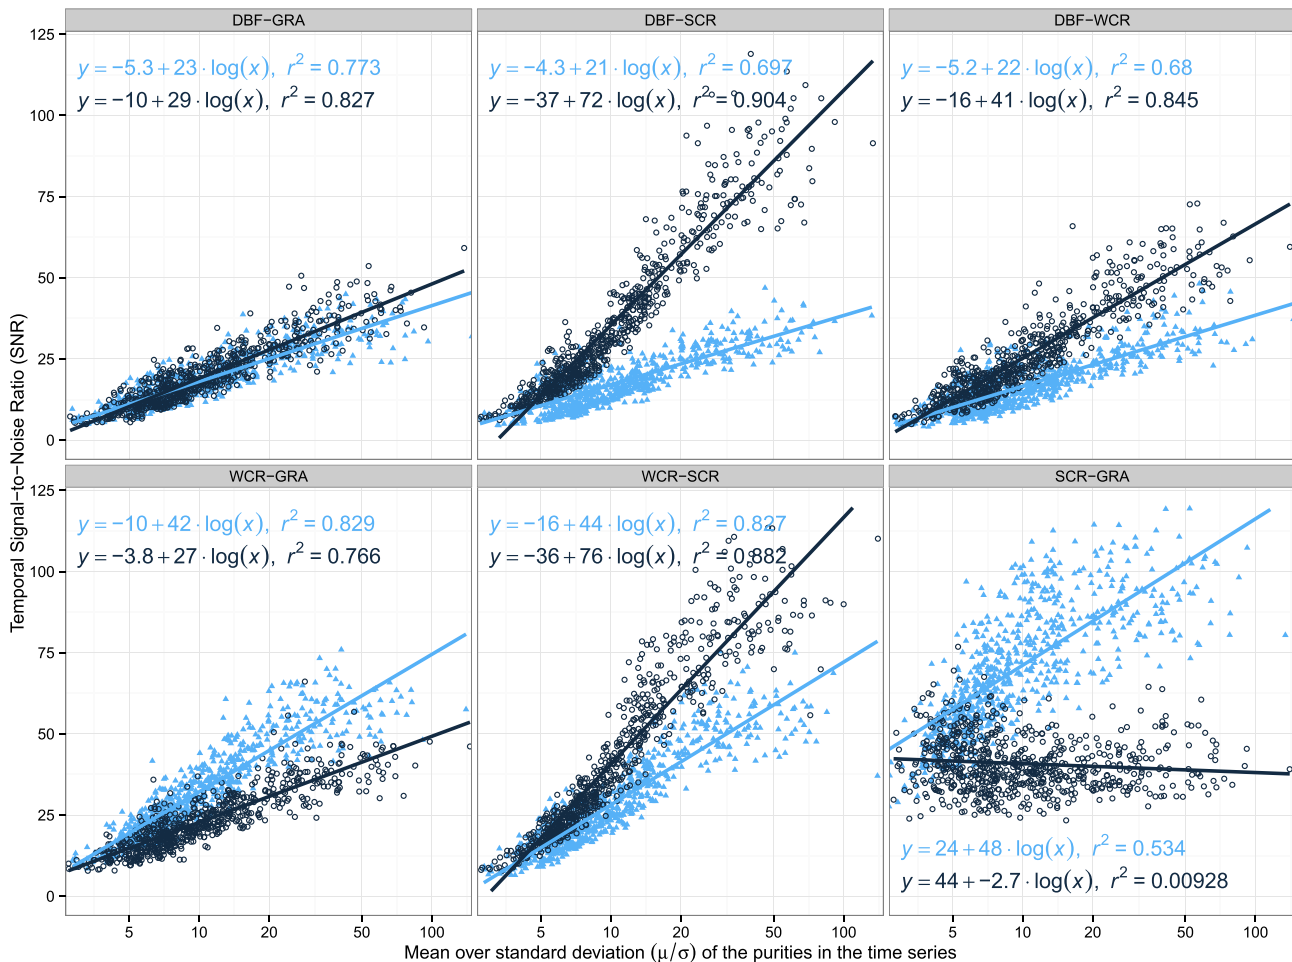 DBF−GRA
DBF−SCR
DBF−WCR
y = −5.3 + 23 · log(x), r² = 0.773
y = −10 + 29 · log(x), r² = 0.827
y = −4.3 + 21 · log(x), r² = 0.697
y = −37 + 72 · log(x), r² = 0.904
y = −5.2 + 22 · log(x), r² = 0.68
y = −16 + 41 · log(x), r² = 0.845
125
100
75
50
25
0
WCR−GRA
WCR−SCR
SCR−GRA
y = −10 + 42 · log(x), r² = 0.829
y = −3.8 + 27 · log(x), r² = 0.766
y = −16 + 44 · log(x), r² = 0.827
y = −36 + 76 · log(x), r² = 0.882
y = 24 + 48 · log(x), r² = 0.534
y = 44 + −2.7 · log(x), r² = 0.00928
125
100
75
50
25
0
5 10 20 50 100
5 10 20 50 100
5 10 20 50 100
Temporal Signal−to−Noise Ratio (SNR)
Mean over standard deviation (μ/σ) of the purities in the time series